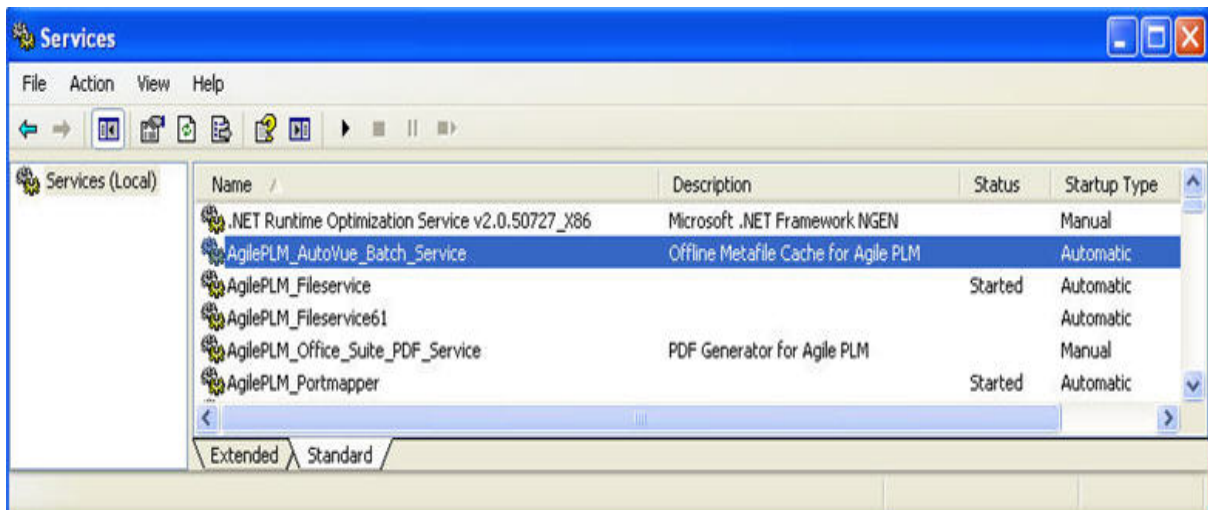 Services
File Action View Help
Services (Local)
Name Description Status Startup Type
.NET Runtime Optimization Service v2.0.50727_X86 Microsoft .NET Framework NGEN Manual
AgilePLM_AutoVue_Batch_Service Offline Metafile Cache for Agile PLM Automatic
AgilePLM_Fileservice Started Automatic
AgilePLM_Fileservice61 Automatic
AgilePLM_Office_Suite_PDF_Service PDF Generator for Agile PLM Manual
AgilePLM_Portmapper Started Automatic
Extended Standard